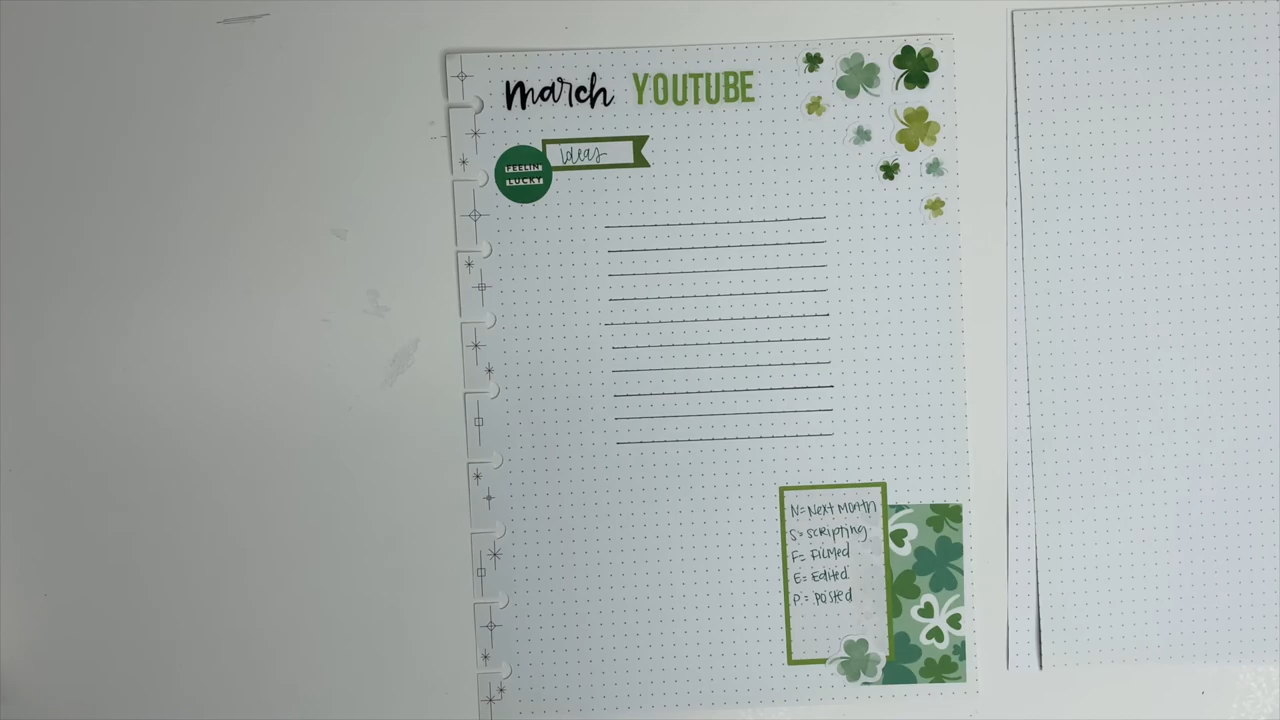 march YOUTUBE
Ideas
FEELIN
LUCKY
N=Next Month
S=Scripting
F=Filmed
E=Edited
P=Posted